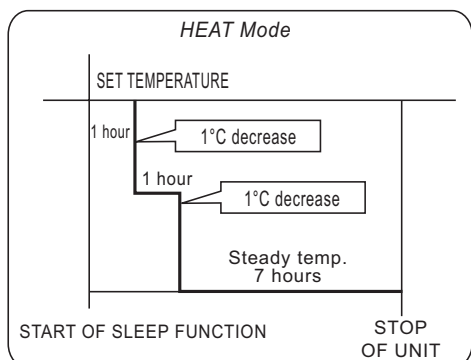 HEAT Mode
SET TEMPERATURE
1 hour
1°C decrease
1 hour
1°C decrease
Steady temp.
7 hours
START OF SLEEP FUNCTION
STOP
OF UNIT